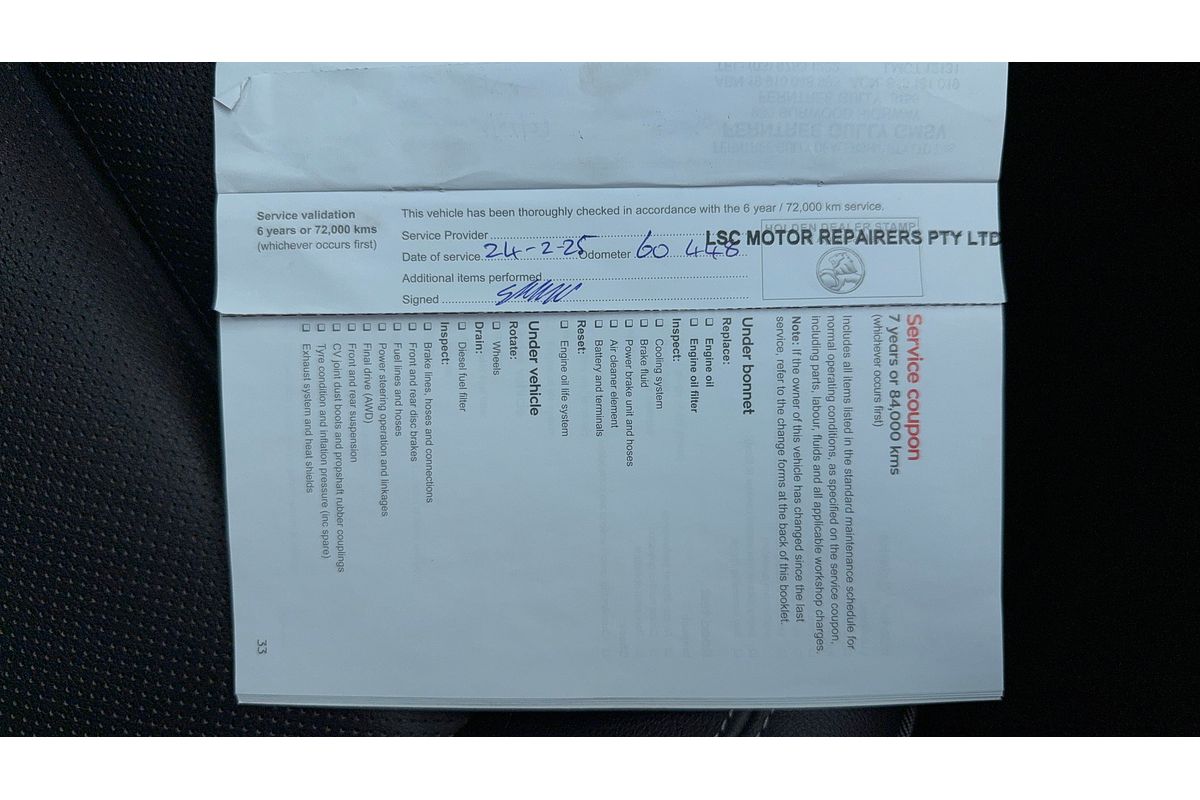 Service validation
6 years or 72,000 kms
(whichever occurs first)
This vehicle has been thoroughly checked in accordance with the 6 year / 72,000 km service.
Service Provider
LSC MOTOR REPAIRERS PTY LTD
HOLDEN DEALER STAMP
Date of service 24-2-25 Odometer 60 448
Additional items performed
Signed
Service coupon
7 years or 84,000 kms
(whichever occurs first)
Includes all items listed in the standard maintenance schedule for
normal operating conditions, as specified on the service coupon,
including parts, labour, fluids and all applicable workshop charges.
Note: If the owner of this vehicle has changed since the last
service, refer to the change forms at the back of this booklet.
Under bonnet
Replace:
Engine oil
Engine oil filter
Inspect:
Cooling system
Brake fluid
Power brake unit and hoses
Air cleaner element
Battery and terminals
Reset:
Engine oil life system
Under vehicle
Rotate:
Wheels
Drain:
Diesel fuel filter
Inspect:
Brake lines, hoses and connections
Front and rear disc brakes
Fuel lines and hoses
Power steering operation and linkages
Final drive (AWD)
Front and rear suspension
CV joint dust boots and propshaft rubber couplings
Tyre condition and inflation pressure (inc spare)
Exhaust system and heat shields
33